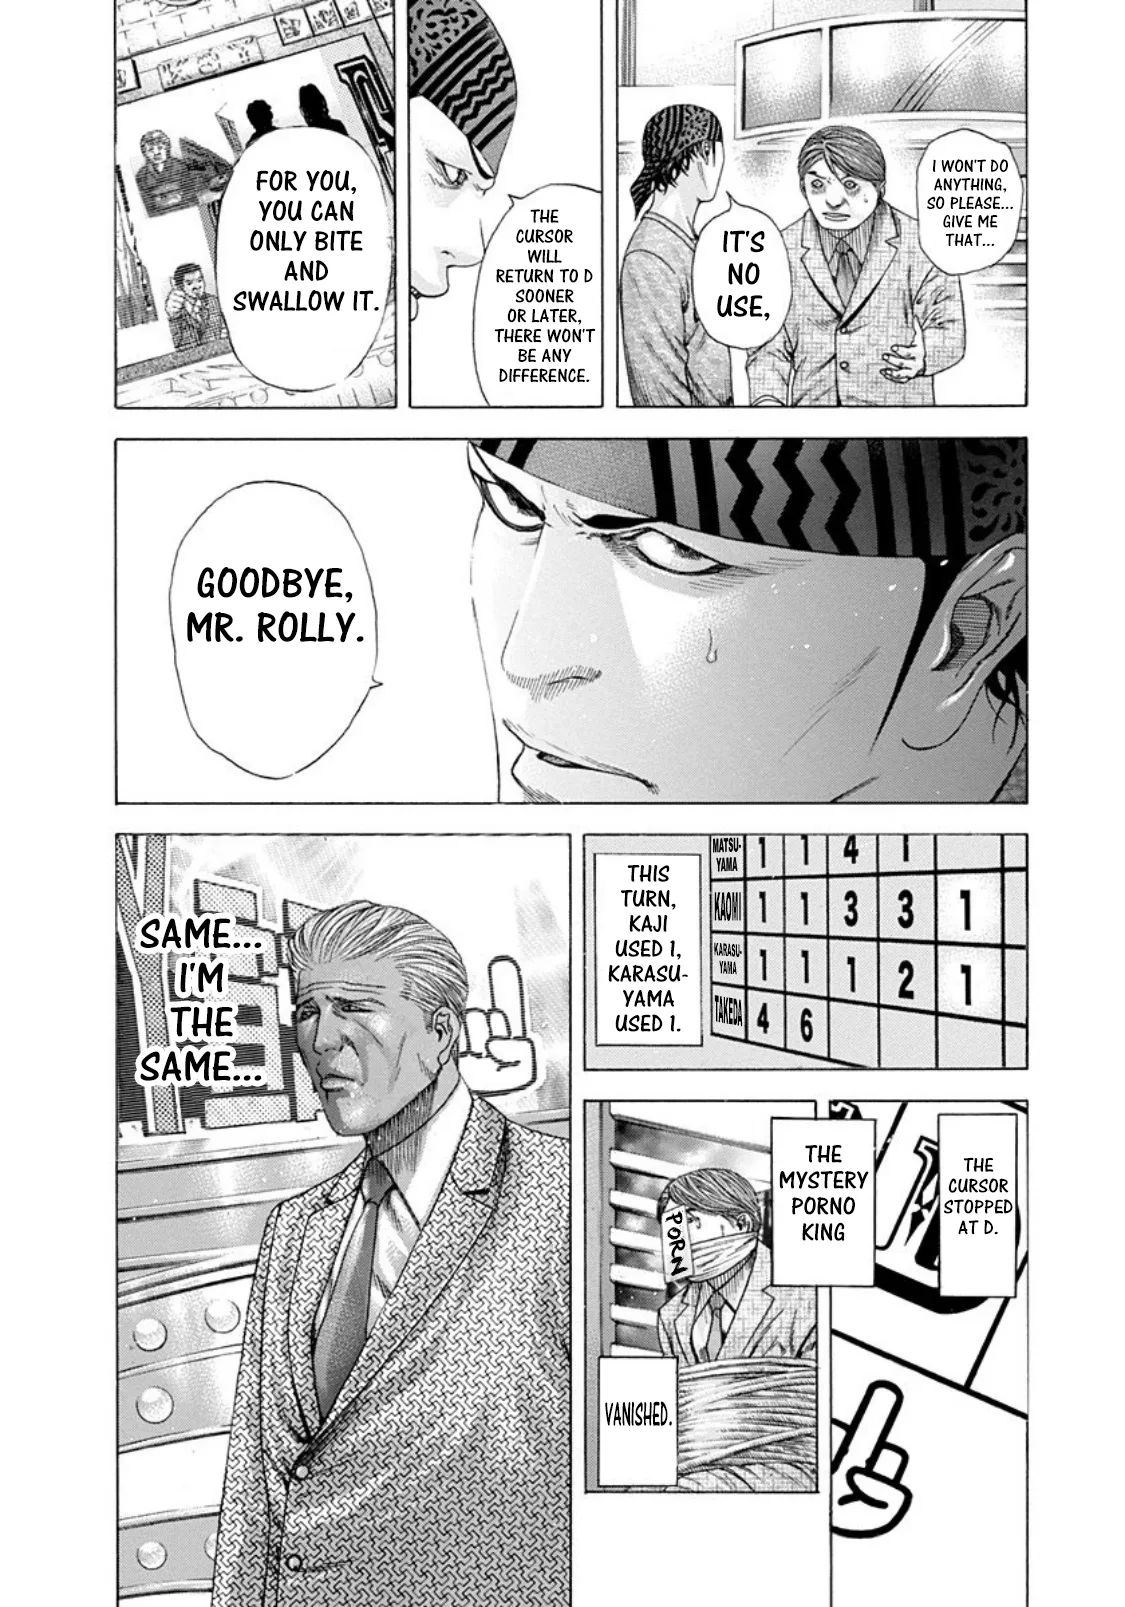 I WON'T DO
ANYTHING,
SO PLEASE...
GIVE ME
THAT...
IT'S
NO
USE,
THE
CURSOR
WILL
RETURN TO D
SOONER
OR LATER,
THERE WON'T
BE ANY
DIFFERENCE.
FOR YOU,
YOU CAN
ONLY BITE
AND
SWALLOW IT.
GOODBYE,
MR. ROLLY.
THIS
TURN,
KAJI
USED 1,
KARASU-
YAMA
USED 1.
MATSU-
YAMA
1 1 4 1
KAOMI 1 1 3 3 1
KARASU-
YAMA
1 1 1 2 1
TAKEDA 4 6
THE
CURSOR
STOPPED
AT D.
THE
MYSTERY
PORNO
KING
PORN
VANISHED.
SAME...
I'M
THE
SAME...